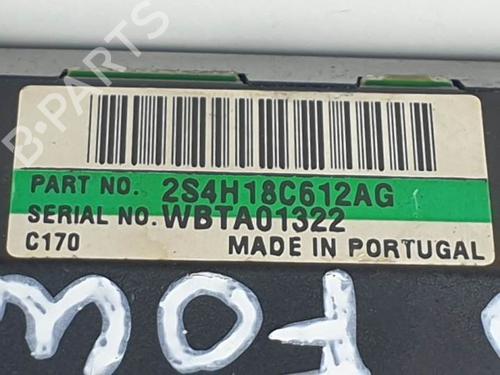 B-PARTS
PART NO. 2S4H18C612AG
SERIAL NO. WBTA01322
C170 MADE IN PORTUGAL